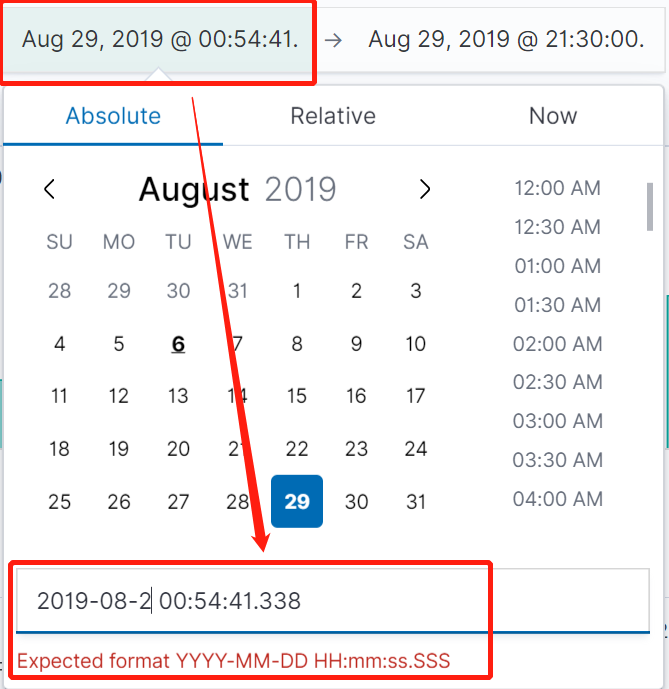 Aug 29, 2019 @ 00:54:41. → Aug 29, 2019 @ 21:30:00.
Absolute Relative Now
August 2019
SU MO TU WE TH FR SA
28 29 30 31 1 2 3
4 5 6 7 8 9 10
11 12 13 14 15 16 17
18 19 20 21 22 23 24
25 26 27 28 29 30 31
12:00 AM
12:30 AM
01:00 AM
01:30 AM
02:00 AM
02:30 AM
03:00 AM
03:30 AM
04:00 AM
2019-08-2 00:54:41.338
Expected format YYYY-MM-DD HH:mm:ss.SSS